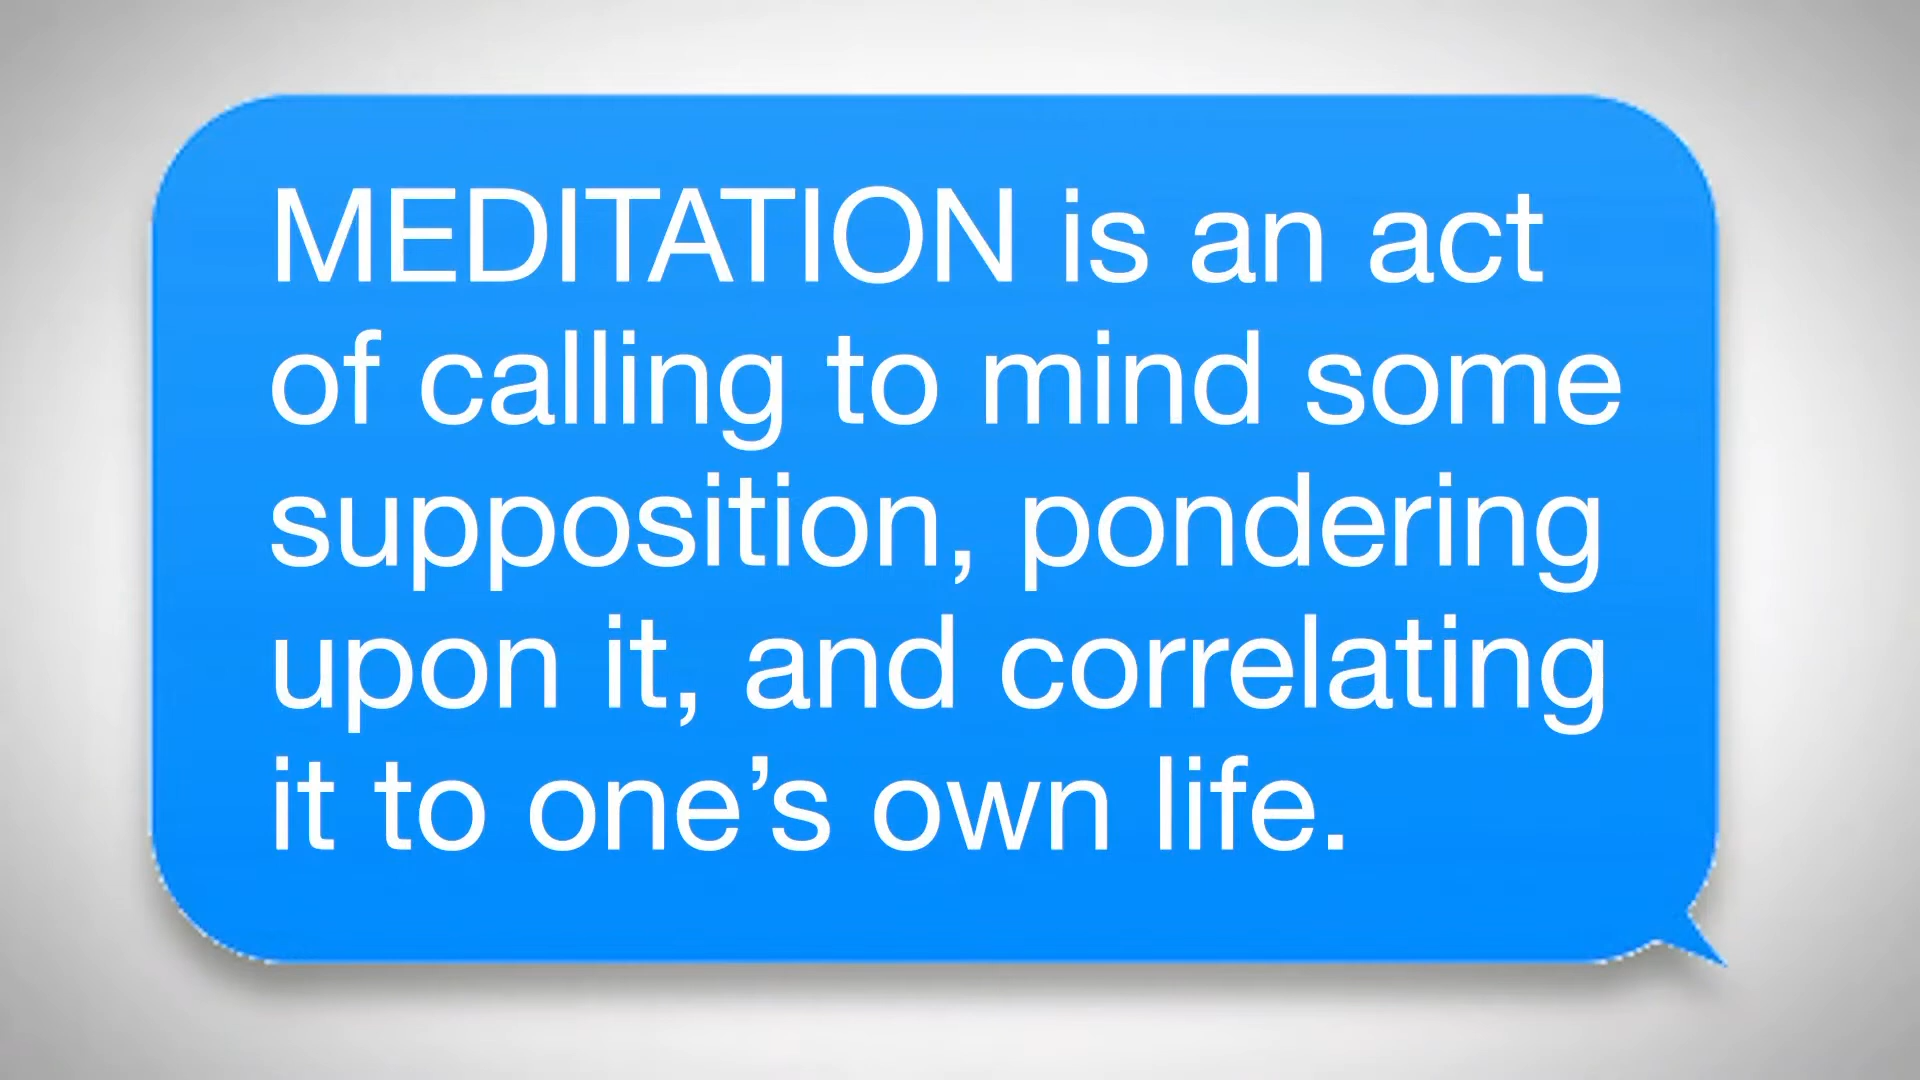 MEDITATION is an act
of calling to mind some
supposition, pondering
upon it, and correlating
it to one’s own life.